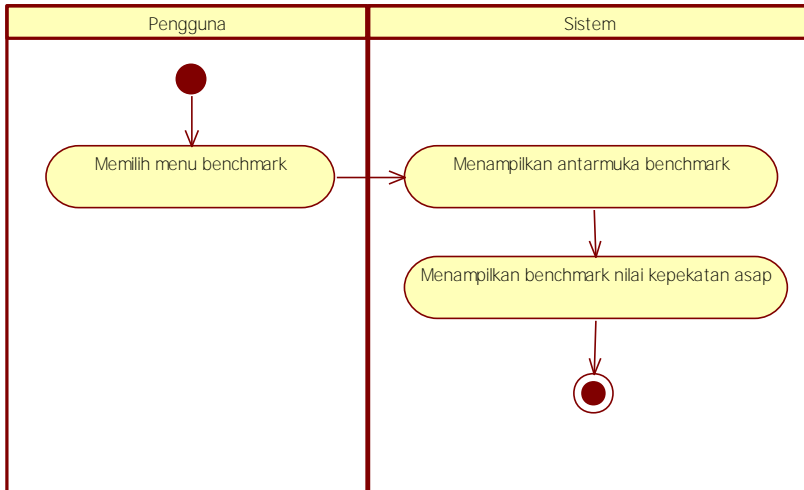 Pengguna
Sistem
Memilih menu benchmark
Menampilkan antarmuka benchmark
Menampilkan benchmark nilai kepekatan asap